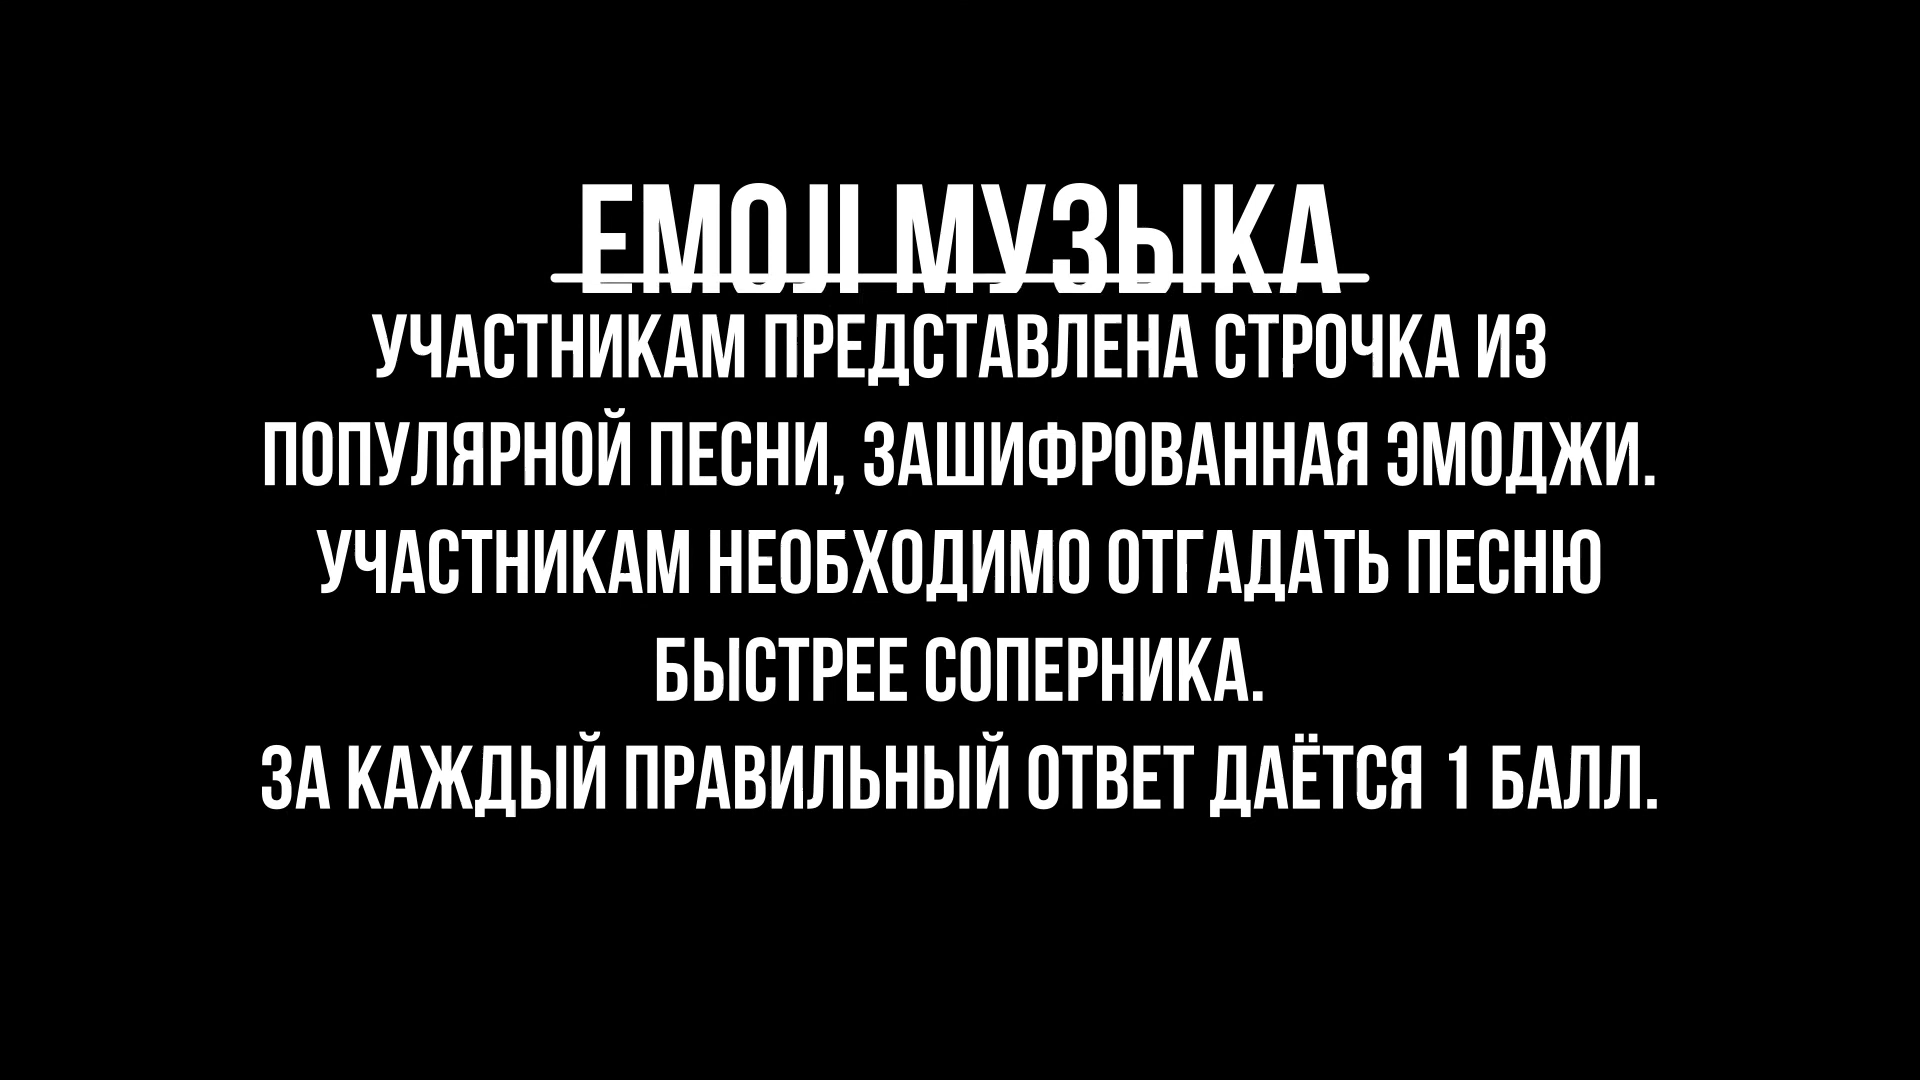 EMOJI МУЗЫКА
УЧАСТНИКАМ ПРЕДСТАВЛЕНА СТРОЧКА ИЗ
ПОПУЛЯРНОЙ ПЕСНИ, ЗАШИФРОВАННАЯ ЭМОДЖИ.
УЧАСТНИКАМ НЕОБХОДИМО ОТГАДАТЬ ПЕСНЮ
БЫСТРЕЕ СОПЕРНИКА.
ЗА КАЖДЫЙ ПРАВИЛЬНЫЙ ОТВЕТ ДАЁТСЯ 1 БАЛЛ.